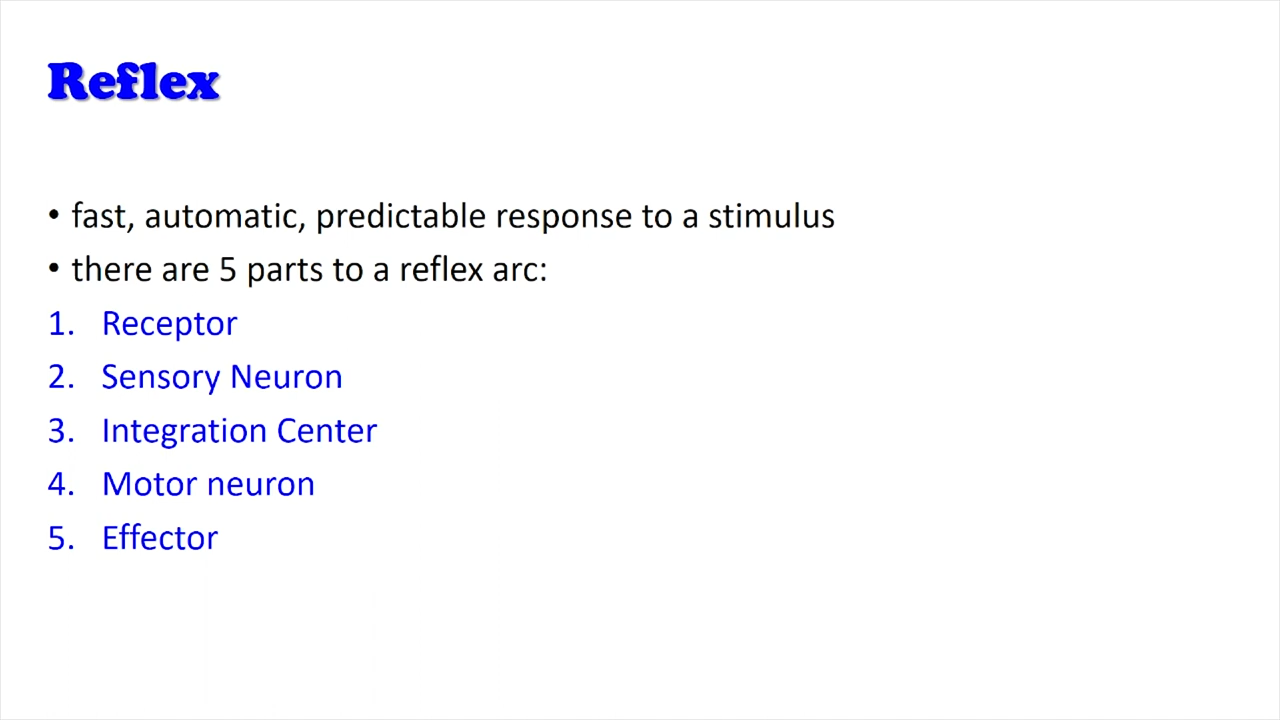 Reflex
• fast, automatic, predictable response to a stimulus
• there are 5 parts to a reflex arc:
1. Receptor
2. Sensory Neuron
3. Integration Center
4. Motor neuron
5. Effector